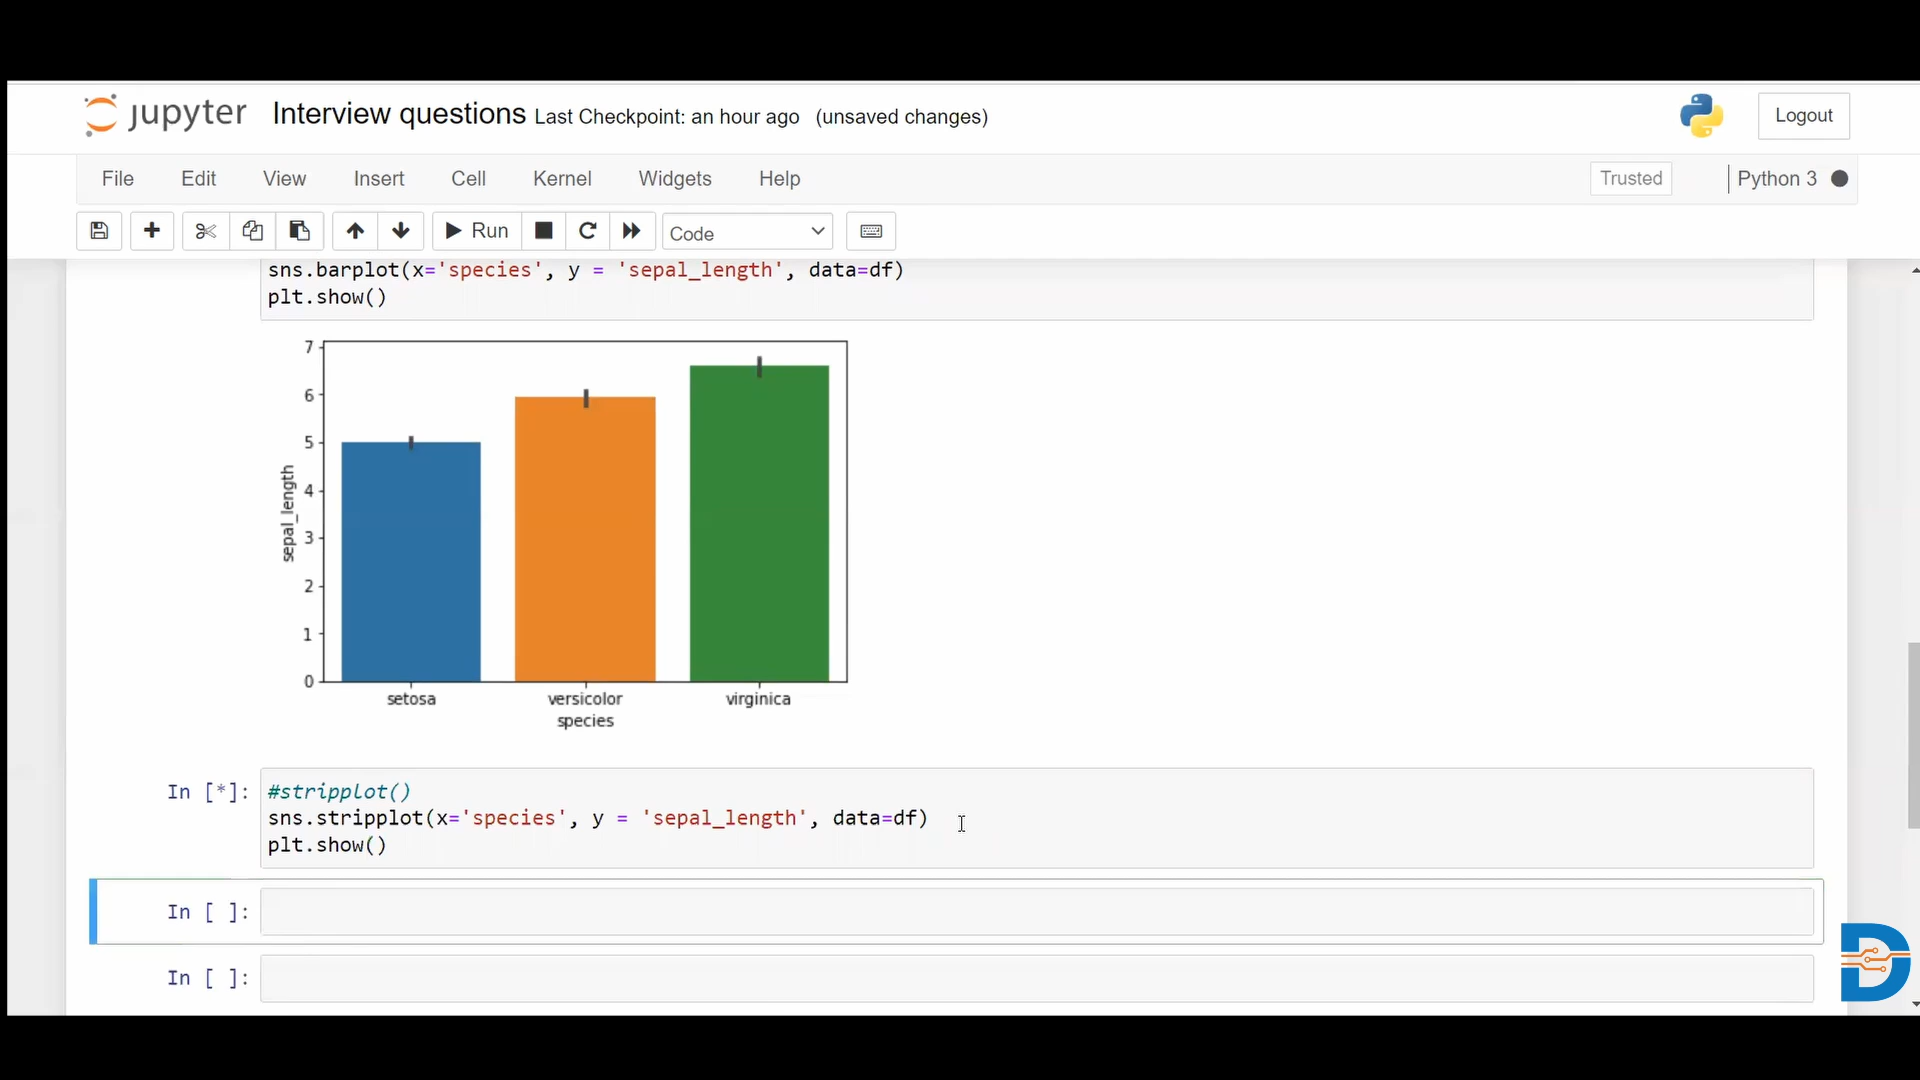 jupyter Interview questions Last Checkpoint: an hour ago (unsaved changes) Logout
File Edit View Insert Cell Kernel Widgets Help Trusted Python 3
Run Code
sns.barplot(x='species', y = 'sepal_length', data=df)
plt.show()
7
6
5
4
3
2
1
0
sepal_length
setosa versicolor virginica
species
In [*]: #stripplot()
sns.stripplot(x='species', y = 'sepal_length', data=df)
plt.show()
In [ ]:
In [ ]:
D